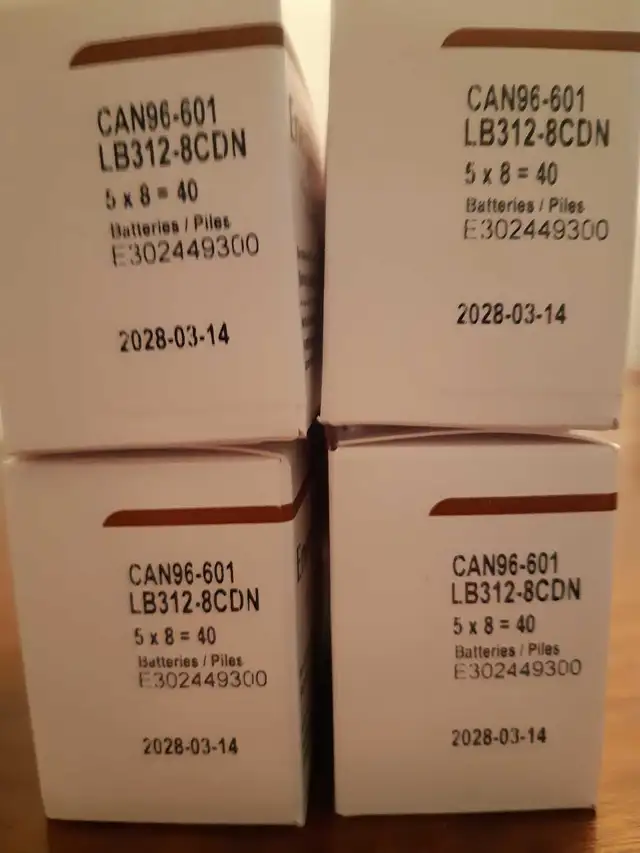 CAN96-601
LB312-8CDN
5 x 8 = 40
Batteries / Piles
E302449300
2028-03-14
CAN96-601
LB312-8CDN
5 x 8 = 40
Batteries / Piles
E302449300
2028-03-14
CAN96-601
LB312-8CDN
5 x 8 = 40
Batteries / Piles
E302449300
2028-03-14
CAN96-601
LB312-8CDN
5 x 8 = 40
Batteries / Piles
E302449300
2028-03-14